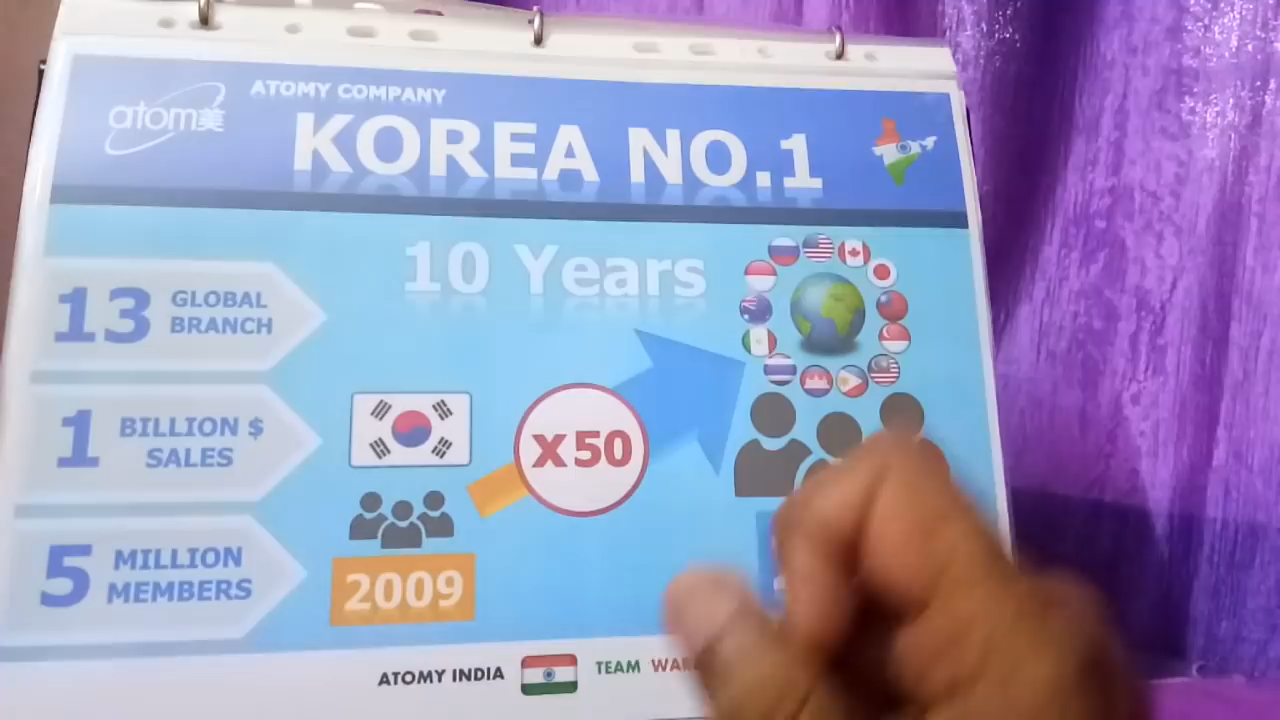 atom美
ATOMY COMPANY
KOREA NO.1
10 Years
13 GLOBAL
BRANCH
1 BILLION $
SALES
5 MILLION
MEMBERS
X50
2009
ATOMY INDIA TEAM